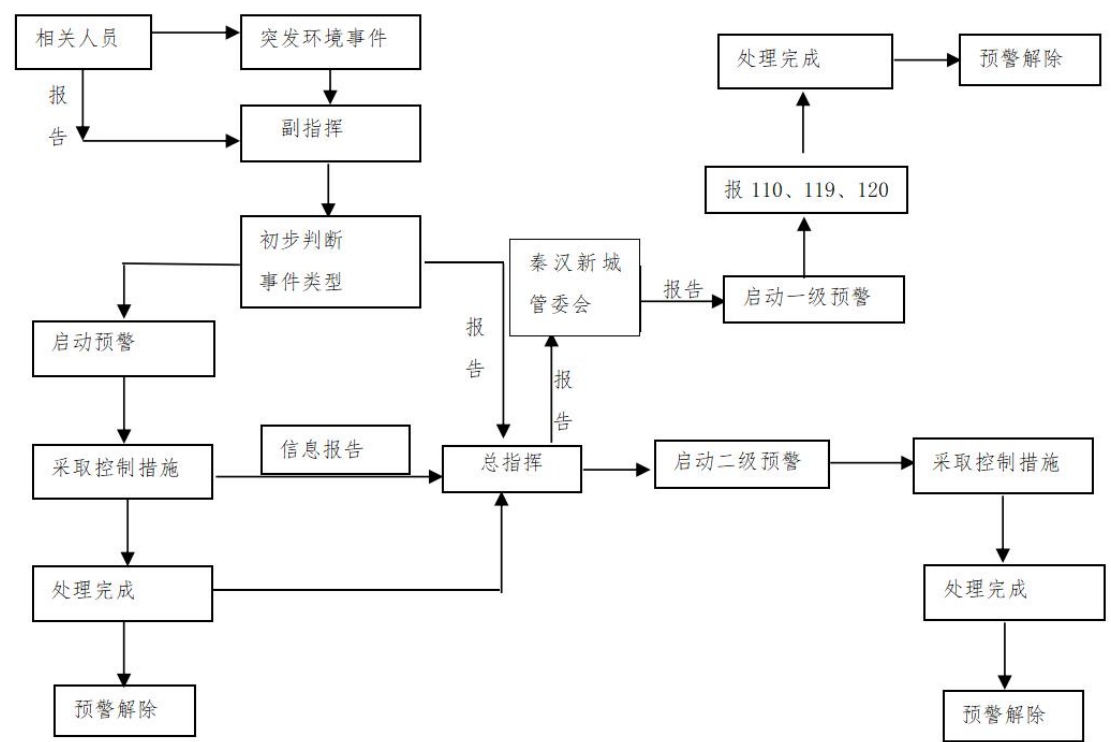 相关人员
突发环境事件
报
告
副指挥
初步判断
事件类型
启动预警
采取控制措施
信息报告
处理完成
预警解除
报
告
总指挥
报
告
秦汉新城
管委会
报告
启动一级预警
报 110、119、120
处理完成
预警解除
启动二级预警
采取控制措施
处理完成
预警解除